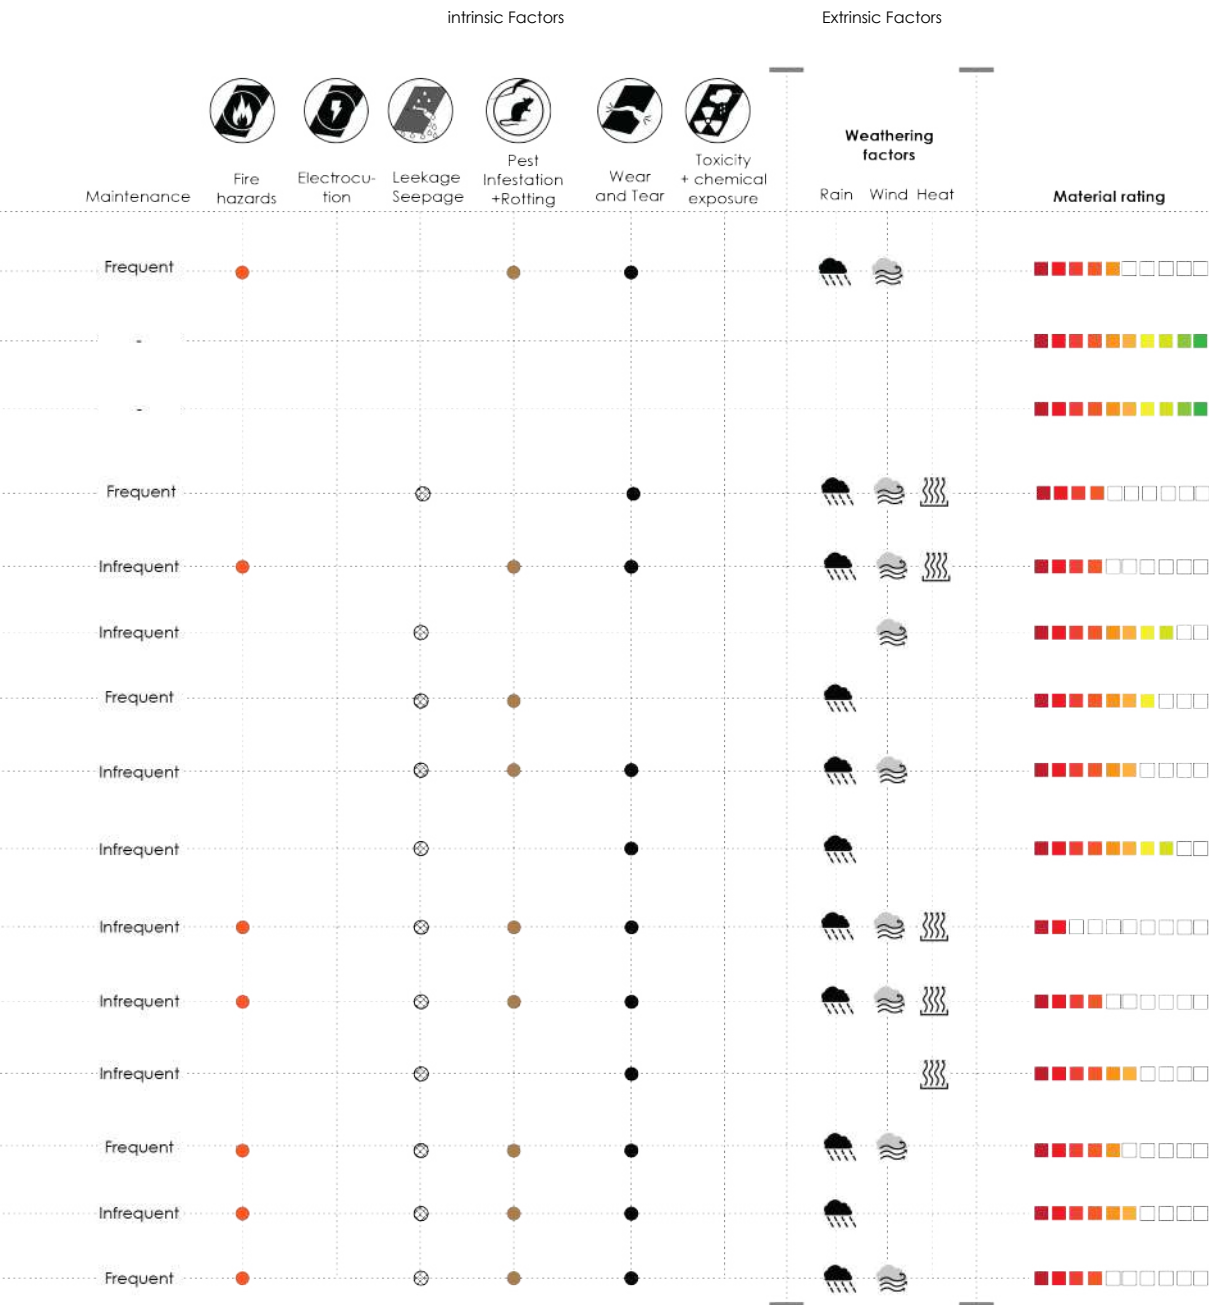 intrinsic Factors
Extrinsic Factors
Maintenance
Fire
hazards
Electrocu-
tion
Leekage
Seepage
Pest
Infestation
+Rotting
Wear
and Tear
Toxicity
+ chemical
exposure
Weathering
factors
Rain Wind Heat
Material rating
Frequent
-
-
Frequent
Infrequent
Infrequent
Frequent
Infrequent
Infrequent
Infrequent
Infrequent
Infrequent
Frequent
Infrequent
Frequent